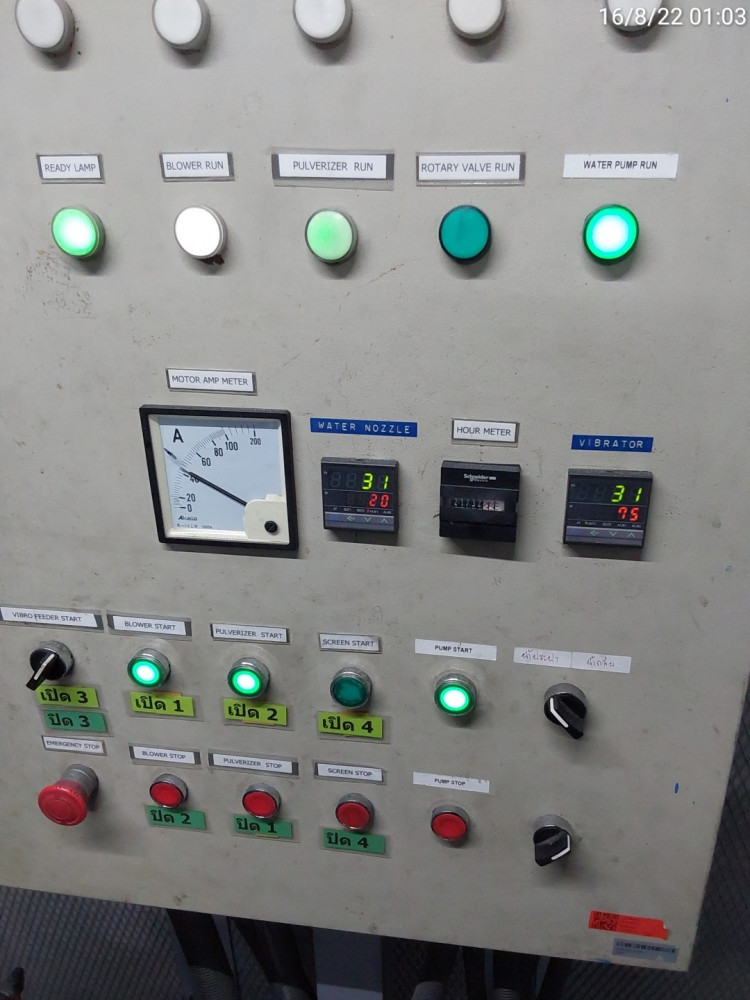 16/8/22 01:03
READY LAMP
BLOWER RUN
PULVERIZER RUN
ROTARY VALVE RUN
WATER PUMP RUN
MOTOR AMP METER
WATER NOZZLE
HOUR METER
VIBRATOR
A
200
100
80
60
40
20
0
31
20
Schneider
31
75
VIBRO FEEDER START
BLOWER START
PULVERIZER START
SCREEN START
PUMP START
เปิด 3
เปิด 1
เปิด 2
เปิด 4
ปิด 3
EMERGENCY STOP
BLOWER STOP
PULVERIZER STOP
SCREEN STOP
PUMP STOP
ปิด 2
ปิด 1
ปิด 4